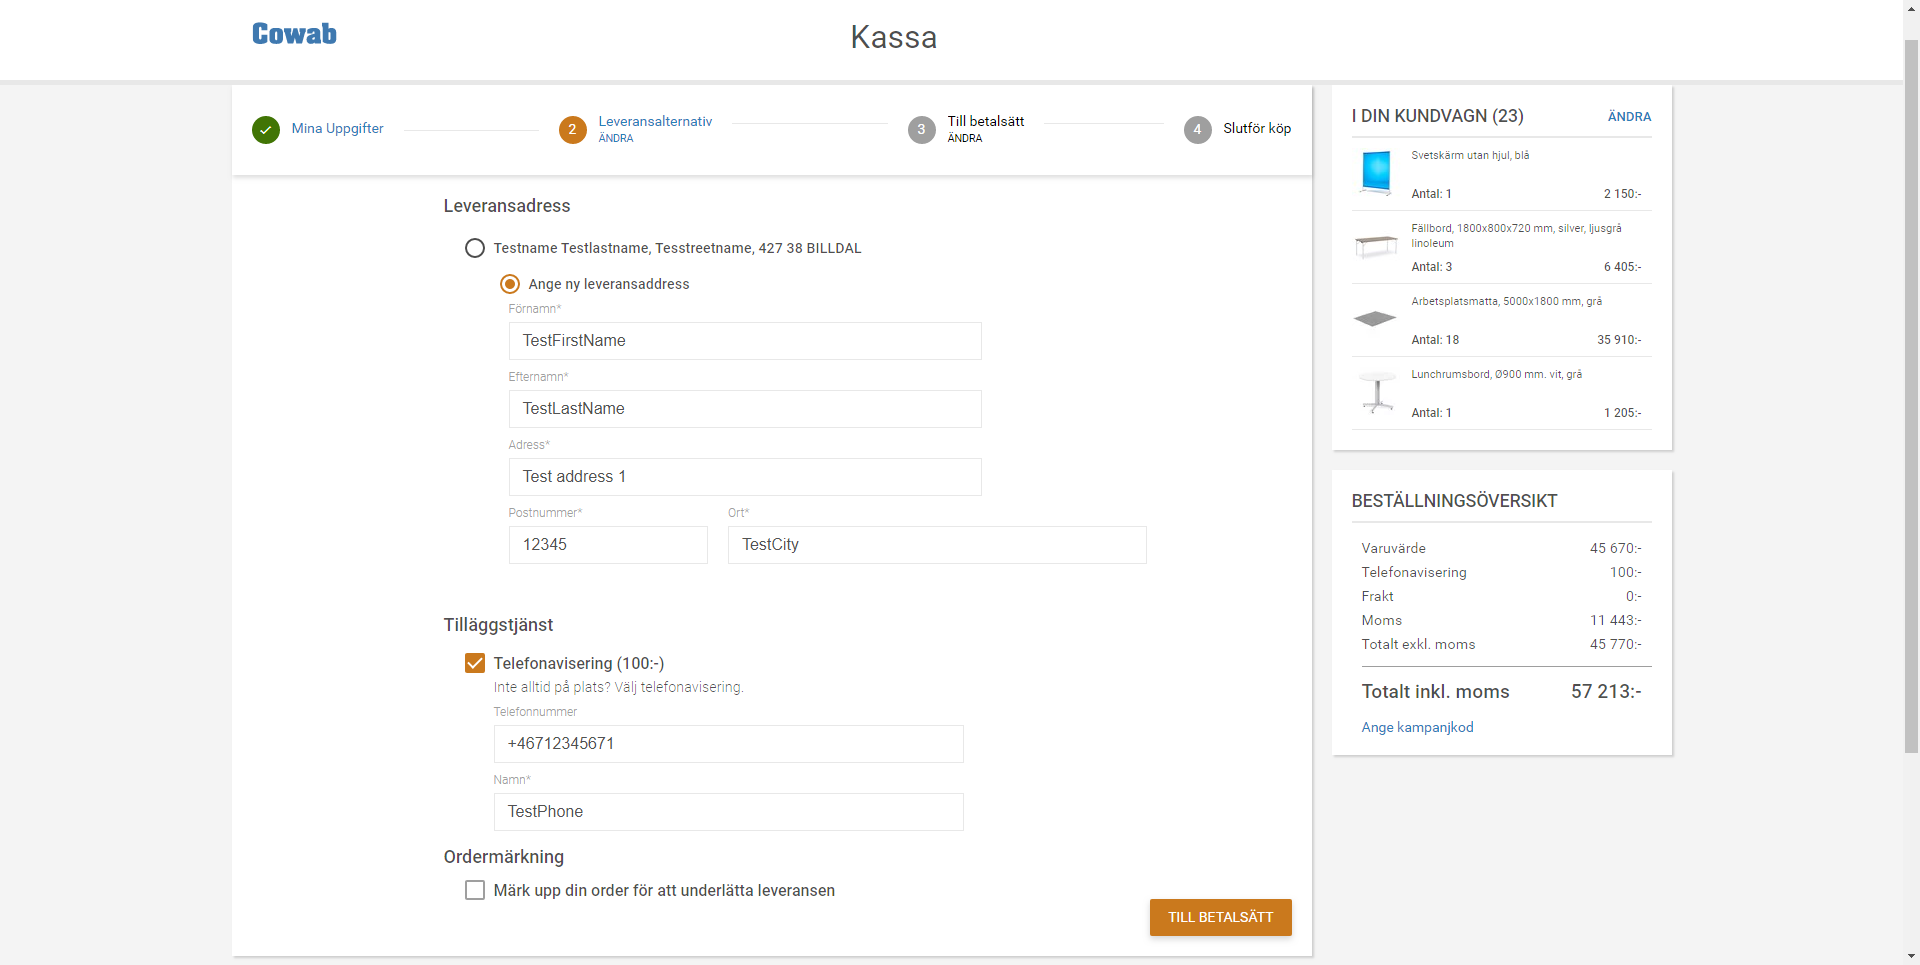 Cowab
Kassa
Mina Uppgifter
2
Leveransalternativ
ÄNDRA
3
Till betalsätt
ÄNDRA
4
Slutför köp
Leveransadress
Testname Testlastname, Tesstreetname, 427 38 BILLDAL
Ange ny leveransaddress
Förnamn*
TestFirstName
Efternamn*
TestLastName
Adress*
Test address 1
Postnummer* Ort*
12345 TestCity
Tilläggstjänst
Telefonavisering (100:-)
Inte alltid på plats? Välj telefonavisering.
Telefonnummer
+46712345671
Namn*
TestPhone
Ordermärkning
Märk upp din order för att underlätta leveransen
TILL BETALSÄTT
I DIN KUNDVAGN (23) ÄNDRA
Svetskärm utan hjul, blå
Antal: 1 2 150:-
Fällbord, 1800x800x720 mm, silver, ljusgrå
linoleum
Antal: 3 6 405:-
Arbetsplatsmatta, 5000x1800 mm, grå
Antal: 18 35 910:-
Lunchrumsbord, Ø900 mm. vit, grå
Antal: 1 1 205:-
BESTÄLLNINGSÖVERSIKT
Varuvärde 45 670:-
Telefonavisering 100:-
Frakt 0:-
Moms 11 443:-
Totalt exkl. moms 45 770:-
Totalt inkl. moms 57 213:-
Ange kampanjkod